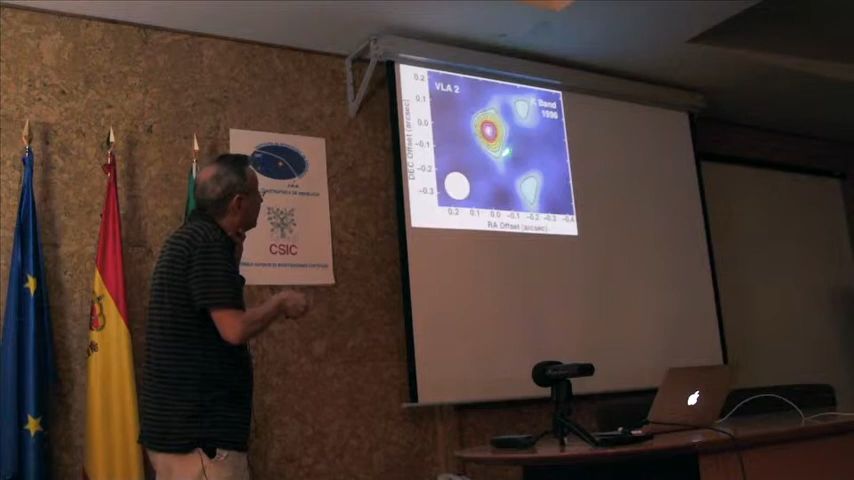 VLA 2
K Band
1996
DEC Offset (arcsec)
0.2
0.1
0.0
-0.1
-0.2
-0.3
0.2 0.1 0.0 -0.1 -0.2 -0.3 -0.4
RA Offset (arcsec)
CSIC